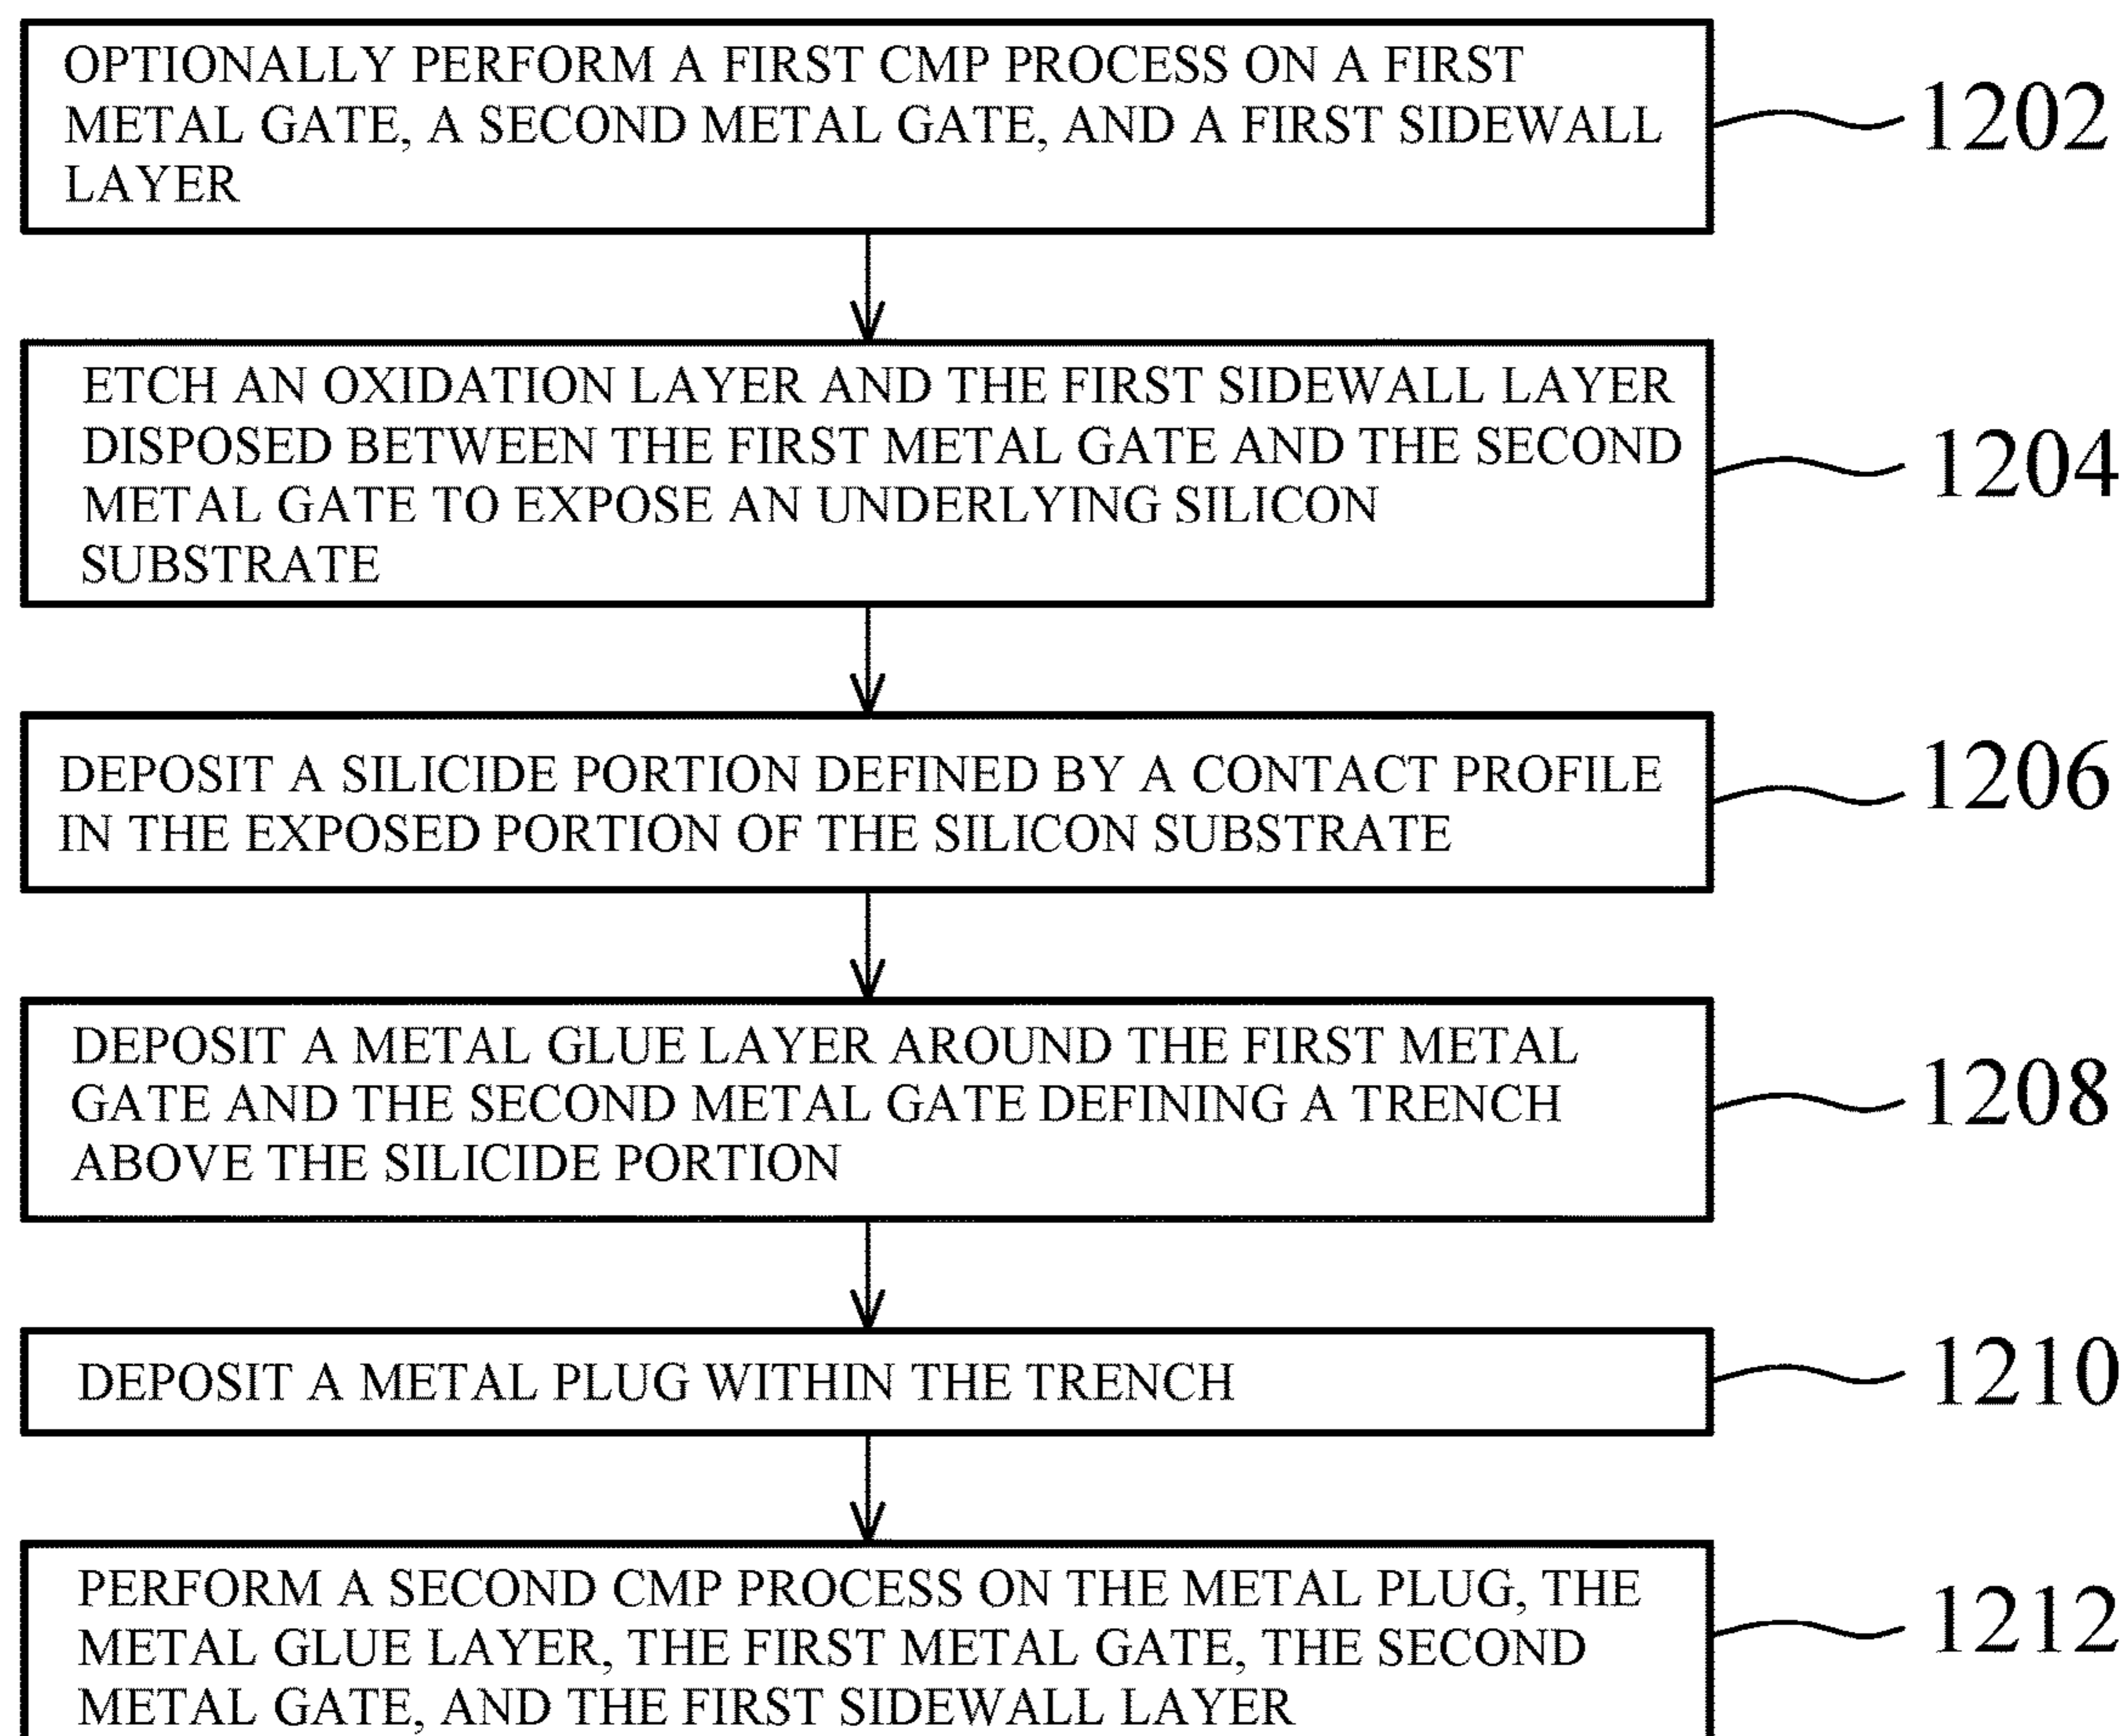 OPTIONALLY PERFORM A FIRST CMP PROCESS ON A FIRST
METAL GATE, A SECOND METAL GATE, AND A FIRST SIDEWALL
LAYER
1202
ETCH AN OXIDATION LAYER AND THE FIRST SIDEWALL LAYER
DISPOSED BETWEEN THE FIRST METAL GATE AND THE SECOND
METAL GATE TO EXPOSE AN UNDERLYING SILICON
SUBSTRATE
1204
DEPOSIT A SILICIDE PORTION DEFINED BY A CONTACT PROFILE
IN THE EXPOSED PORTION OF THE SILICON SUBSTRATE
1206
DEPOSIT A METAL GLUE LAYER AROUND THE FIRST METAL
GATE AND THE SECOND METAL GATE DEFINING A TRENCH
ABOVE THE SILICIDE PORTION
1208
DEPOSIT A METAL PLUG WITHIN THE TRENCH
1210
PERFORM A SECOND CMP PROCESS ON THE METAL PLUG, THE
METAL GLUE LAYER, THE FIRST METAL GATE, THE SECOND
METAL GATE, AND THE FIRST SIDEWALL LAYER
1212